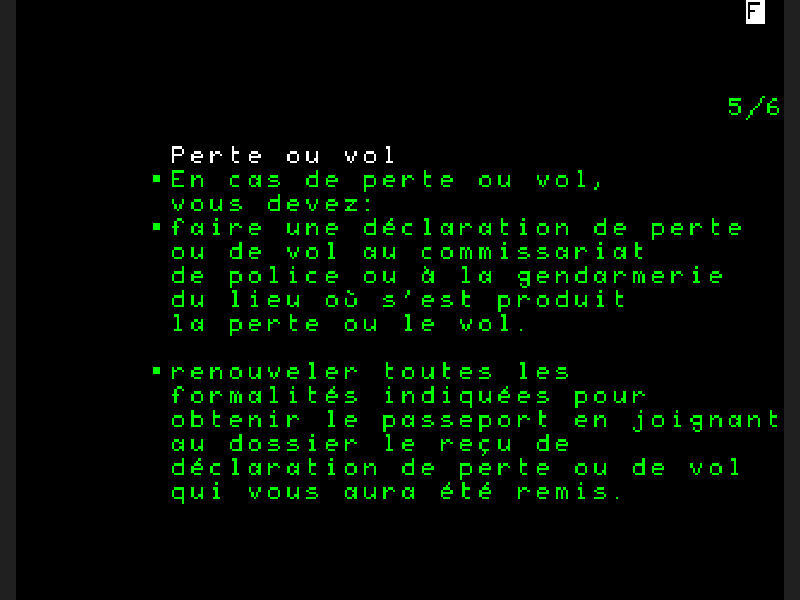 F
5/6
Perte ou vol
▪En cas de perte ou vol,
vous devez:
▪faire une déclaration de perte
ou de vol au commissariat
de police ou à la gendarmerie
du lieu où s'est produit
la perte ou le vol.
▪renouveler toutes les
formalités indiquées pour
obtenir le passeport en joignant
au dossier le reçu de
déclaration de perte ou de vol
qui vous aura été remis.